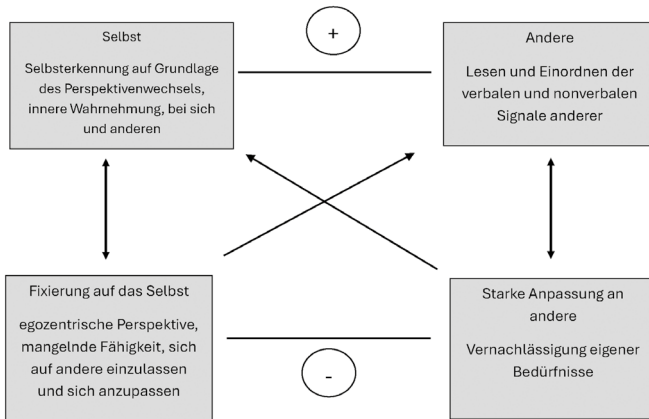 Selbst
Selbsterkennung auf Grundlage
des Perspektivenwechsels,
innere Wahrnehmung, bei sich
und anderen
+
Andere
Lesen und Einordnen der
verbalen und nonverbalen
Signale anderer
Fixierung auf das Selbst
egozentrische Perspektive,
mangelnde Fähigkeit, sich
auf andere einzulassen
und sich anzupassen
-
Starke Anpassung an
andere
Vernachlässigung eigener
Bedürfnisse